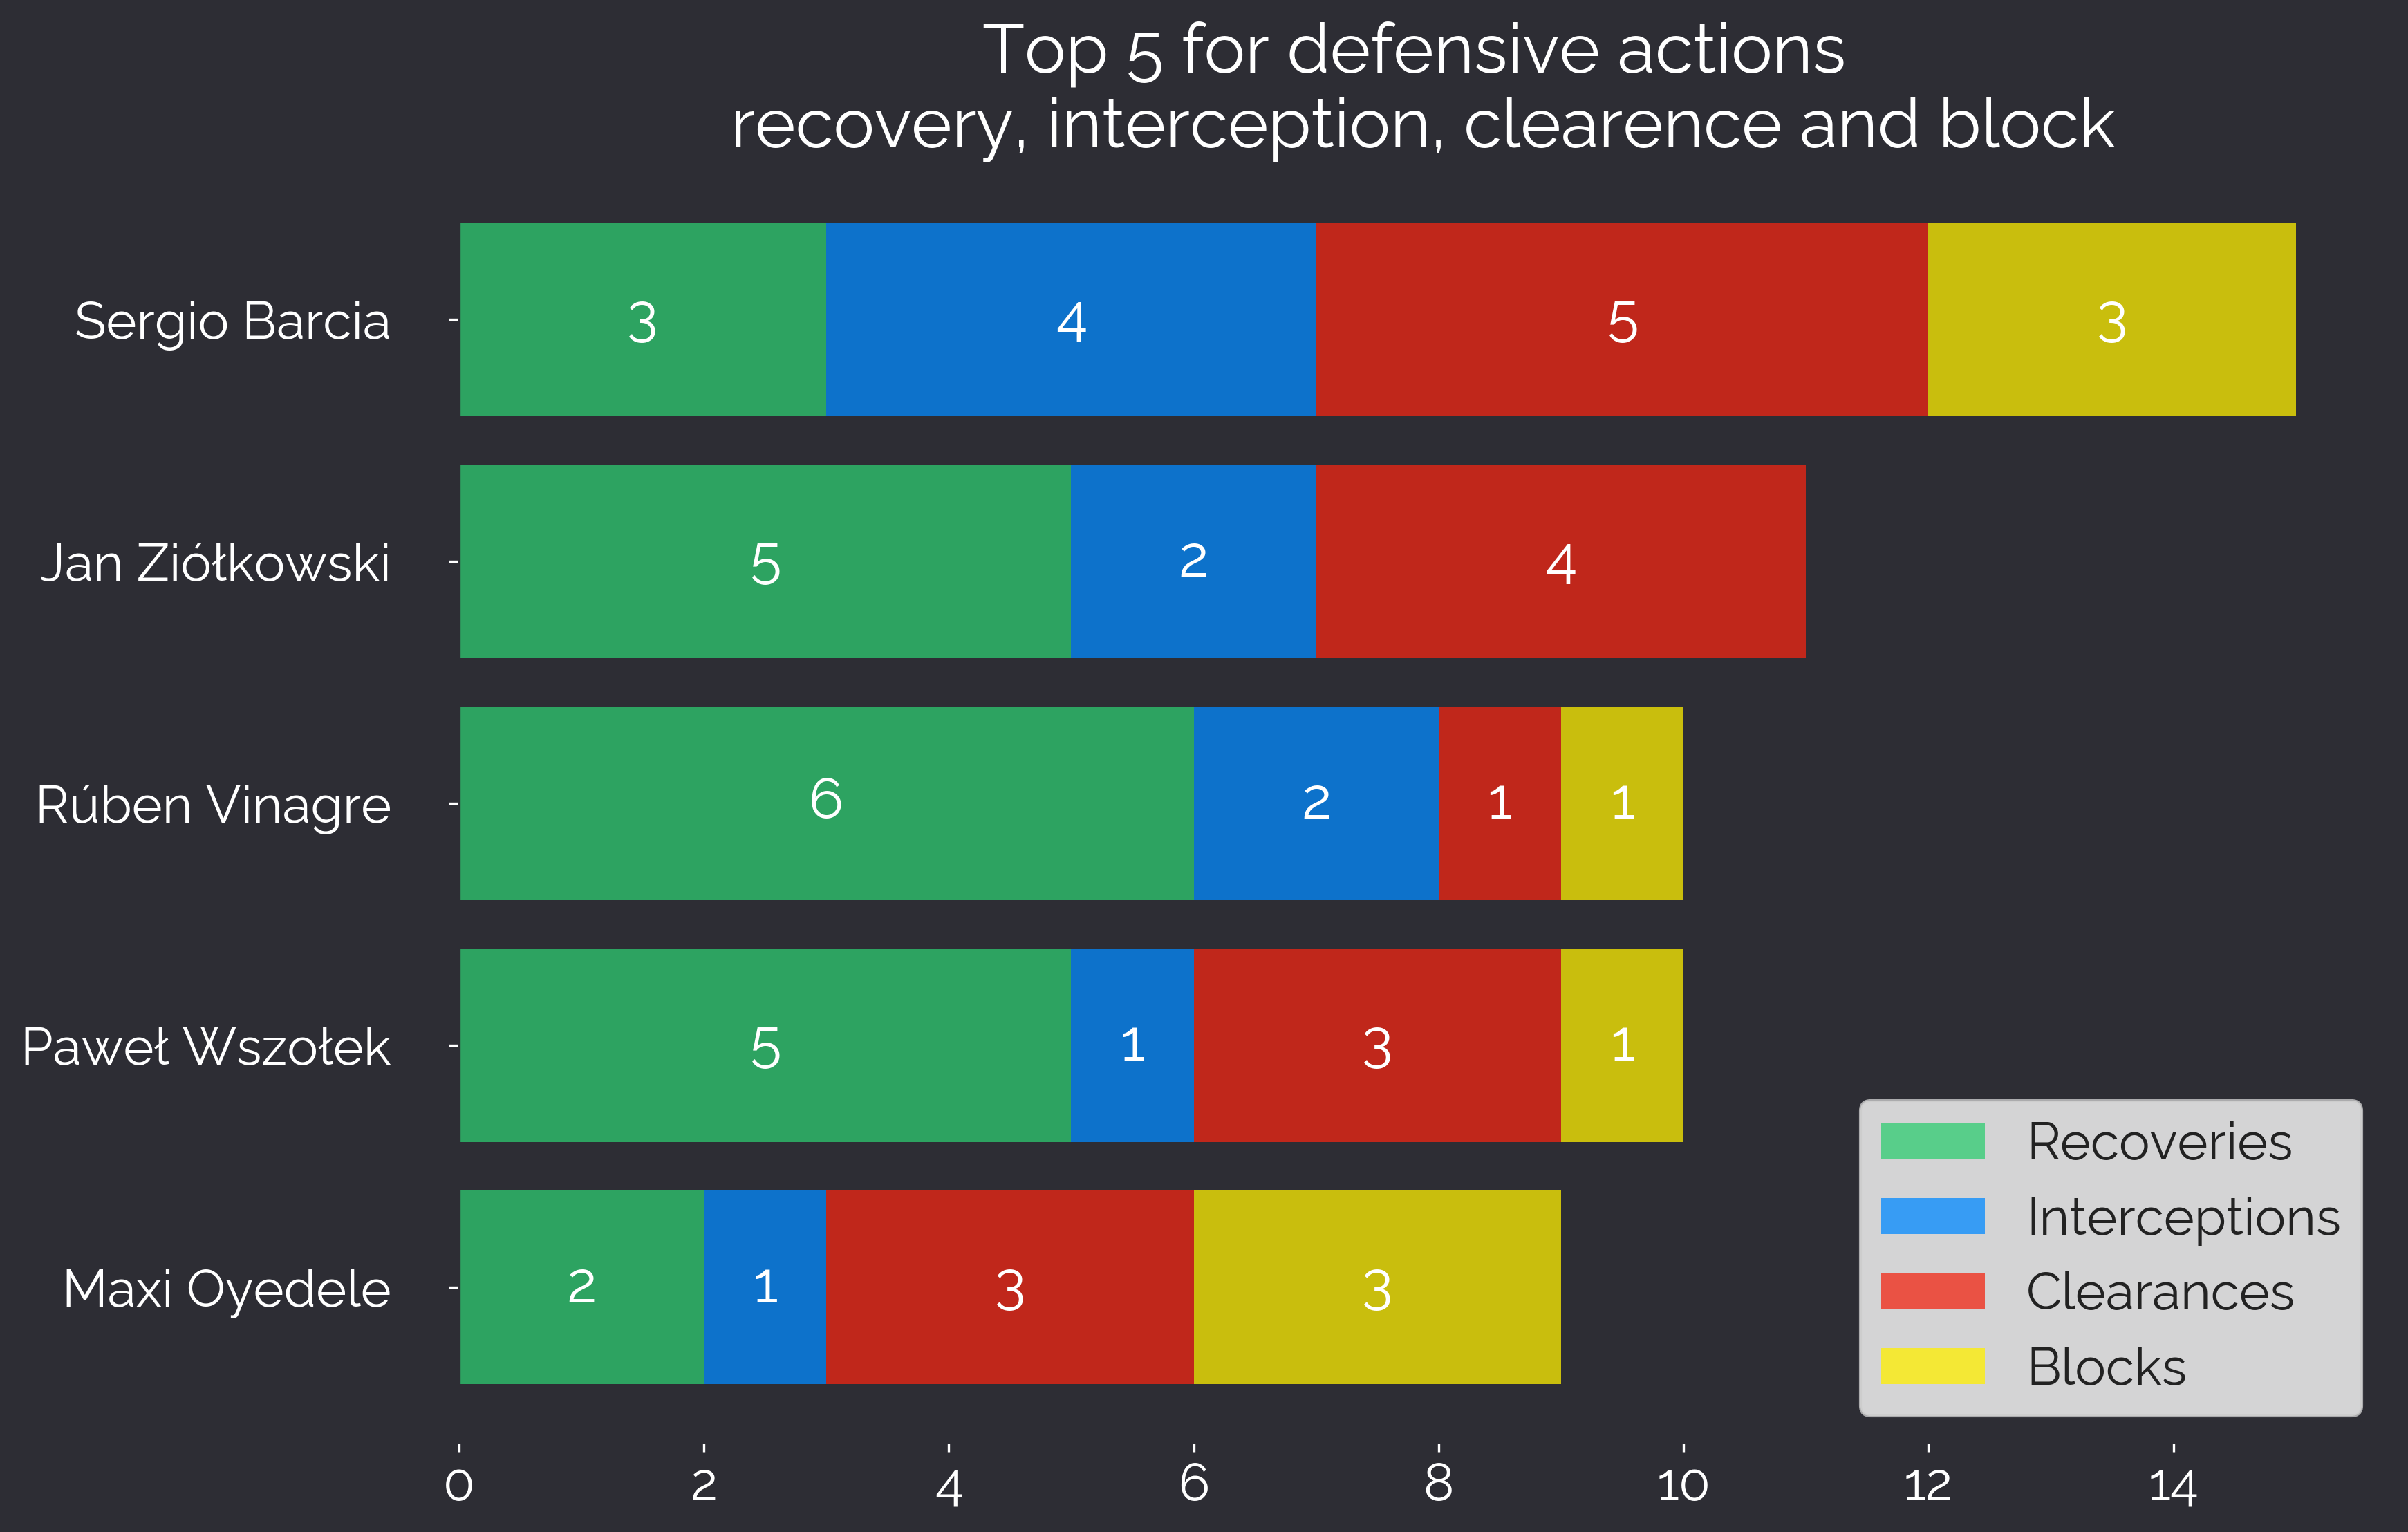 Top 5 for defensive actions
recovery, interception, clearence and block
Sergio Barcia
3 4 5 3
Jan Ziółkowski
5 2 4
Rúben Vinagre
6 2 1 1
Paweł Wszołek
5 1 3 1
Maxi Oyedele
2 1 3 3
Recoveries
Interceptions
Clearances
Blocks
0 2 4 6 8 10 12 14